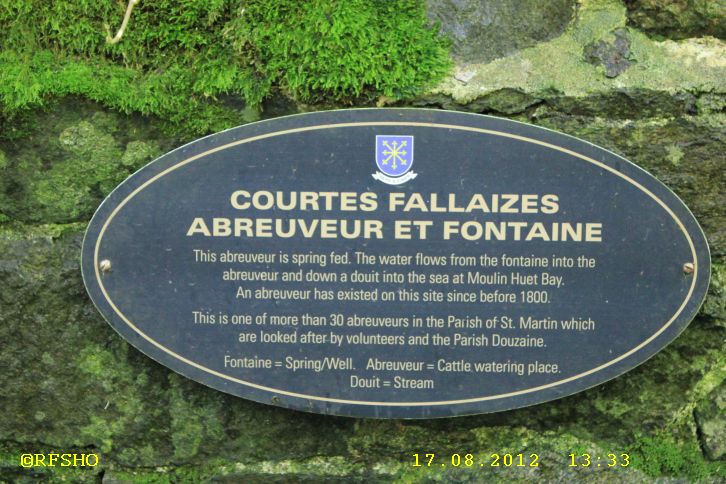 COURTES FALLAIZES
ABREUVEUR ET FONTAINE
This abreuveur is spring fed. The water flows from the fontaine into the
abreuveur and down a douit into the sea at Moulin Huet Bay.
An abreuveur has existed on this site since before 1800.
This is one of more than 30 abreuveurs in the Parish of St. Martin which
are looked after by volunteers and the Parish Douzaine.
Fontaine = Spring/Well. Abreuveur = Cattle watering place.
Douit = Stream
©RFSHO 17.08.2012 13:33